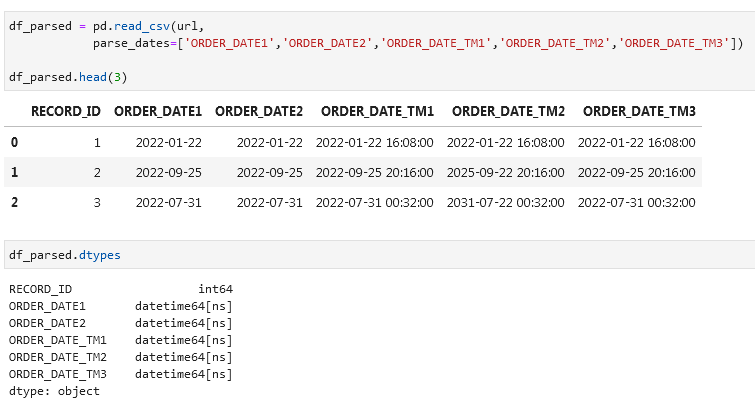 df_parsed = pd.read_csv(url,
parse_dates=['ORDER_DATE1','ORDER_DATE2','ORDER_DATE_TM1','ORDER_DATE_TM2','ORDER_DATE_TM3'])
df_parsed.head(3)
RECORD_ID ORDER_DATE1 ORDER_DATE2 ORDER_DATE_TM1 ORDER_DATE_TM2 ORDER_DATE_TM3
0 1 2022-01-22 2022-01-22 2022-01-22 16:08:00 2022-01-22 16:08:00 2022-01-22 16:08:00
1 2 2022-09-25 2022-09-25 2022-09-25 20:16:00 2025-09-22 20:16:00 2022-09-25 20:16:00
2 3 2022-07-31 2022-07-31 2022-07-31 00:32:00 2031-07-22 00:32:00 2022-07-31 00:32:00
df_parsed.dtypes
RECORD_ID int64
ORDER_DATE1 datetime64[ns]
ORDER_DATE2 datetime64[ns]
ORDER_DATE_TM1 datetime64[ns]
ORDER_DATE_TM2 datetime64[ns]
ORDER_DATE_TM3 datetime64[ns]
dtype: object